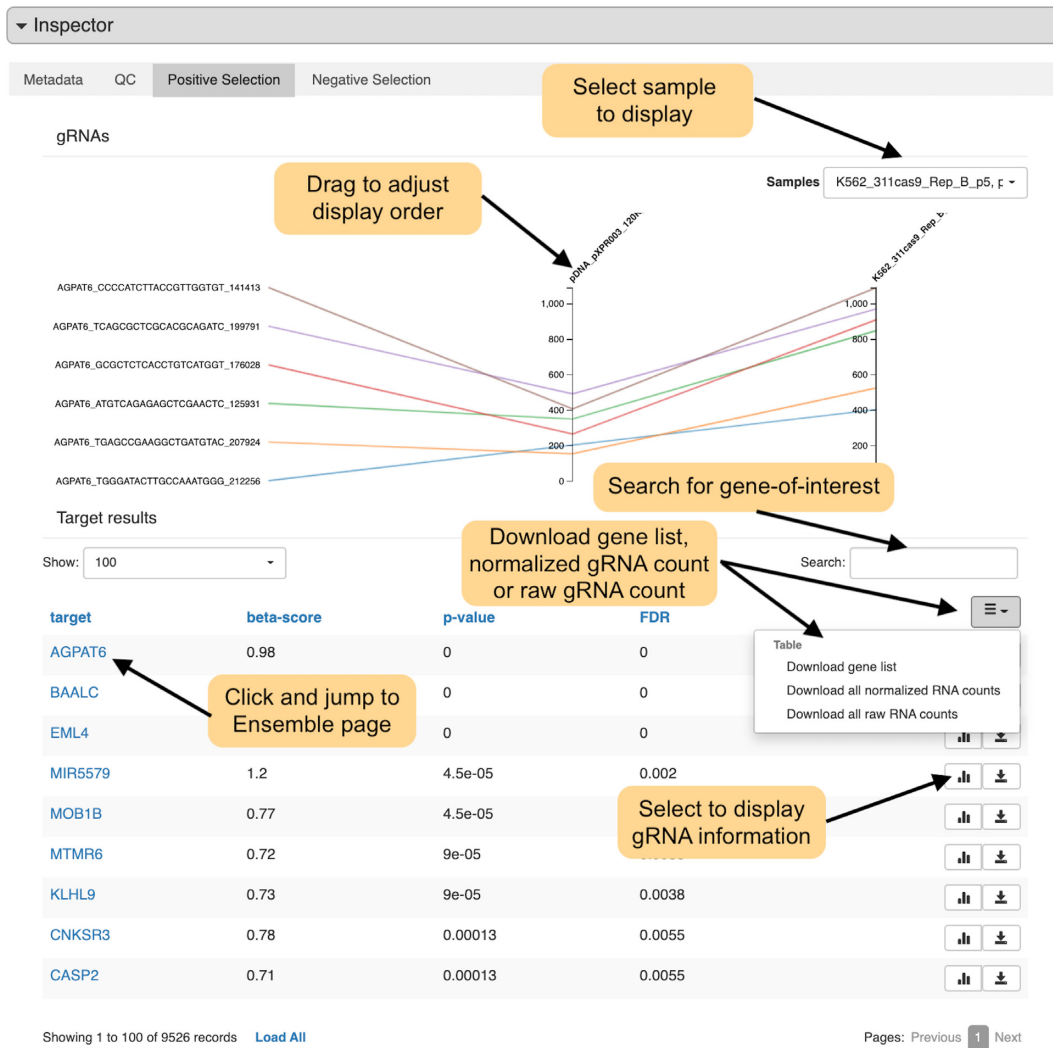 Inspector
Metadata QC Positive Selection Negative Selection
Select sample
to display
gRNAs
Drag to adjust
display order
Samples K562_311cas9_Rep_B_p5, p
pDNA_pXPR003_120
K562_311cas9_Rep_B
AGPAT6_CCCCATCTTACCGTTGGTGT_141413
AGPAT6_TCAGCGCTCGCACGCAGATC_199791
AGPAT6_GCGCTCTCACCTGTCATGGT_176028
AGPAT6_ATGTCAGAGAGCTCGAACTC_125931
AGPAT6_TGAGCCGAAGGCTGATGTAC_207924
AGPAT6_TGGGATACTTGCCAAATGGG_212256
1,000
800
600
400
200
0
1,000
800
600
400
200
Search for gene-of-interest
Target results
Download gene list,
normalized gRNA count
or raw gRNA count
Show: 100
Search:
target beta-score p-value FDR
Table
Download gene list
Download all normalized RNA counts
Download all raw RNA counts
AGPAT6 0.98 0 0
Click and jump to
Ensemble page
BAALC 0 0
EML4 0 0
MIR5579 1.2 4.5e-05 0.002
Select to display
gRNA information
MOB1B 0.77 4.5e-05
MTMR6 0.72 9e-05
KLHL9 0.73 9e-05 0.0038
CNKSR3 0.78 0.00013 0.0055
CASP2 0.71 0.00013 0.0055
Showing 1 to 100 of 9526 records Load All
Pages: Previous 1 Next